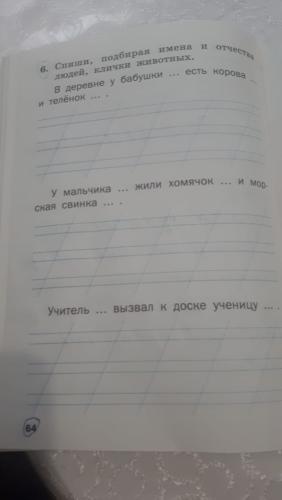 6. Спиши, подбирая имена и отчества
людей, клички животных.
В деревне у бабушки ... есть корова ...
и телёнок ... .
У мальчика ... жили хомячок ... и мор-
ская свинка ... .
Учитель ... вызвал к доске ученицу ... .
64